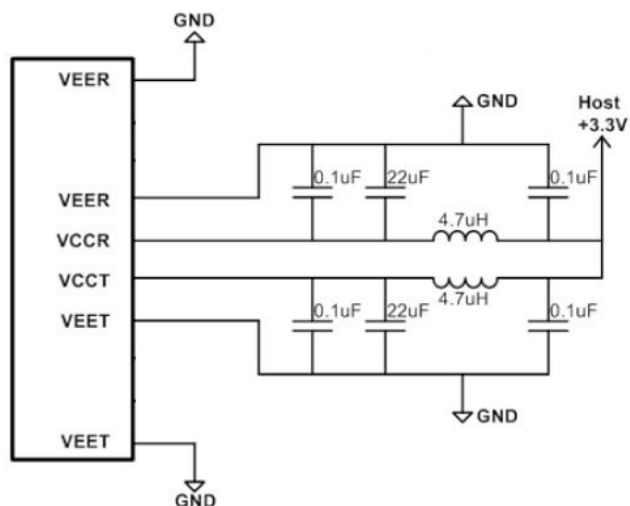 GND
VEER
GND
Host
+3.3V
0.1uF
22uF
0.1uF
VEER
4.7uH
VCCR
VCCT
4.7uH
VEET
0.1uF
22uF
0.1uF
GND
VEET
GND